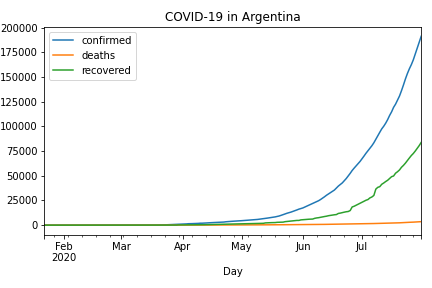 COVID-19 in Argentina
200000
175000
150000
125000
100000
75000
50000
25000
0
confirmed
deaths
recovered
Feb Mar Apr May Jun Jul
2020
Day